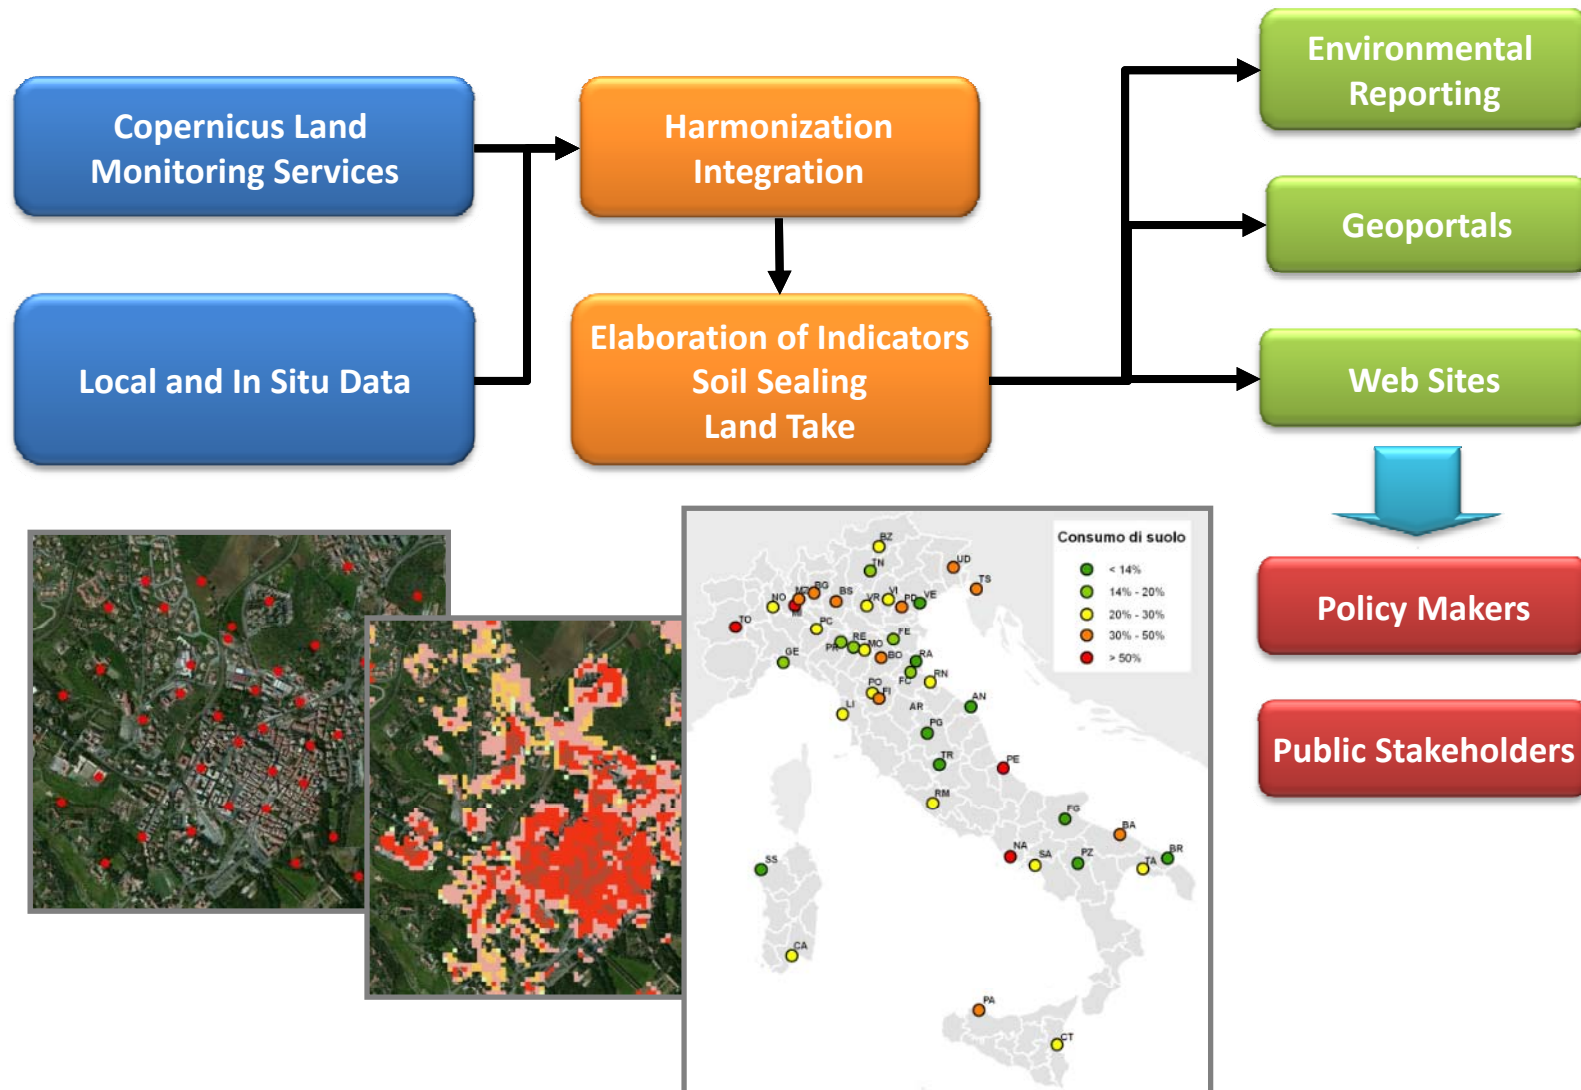 Copernicus Land
Monitoring Services
Local and In Situ Data
Harmonization
Integration
Elaboration of Indicators
Soil Sealing
Land Take
Environmental
Reporting
Geoportals
Web Sites
Policy Makers
Public Stakeholders
Consumo di suolo
< 14%
14% - 20%
20% - 30%
30% - 50%
> 50%
BZ
TN
UD
TS
NO
MZ
BG
BS
VR
VI
PD
VE
TO
MI
PC
PR
RE
MO
FE
BO
RA
GE
FC
RN
PO
FI
LI
AR
AN
PG
TR
PE
RM
FG
BA
NA
SA
PZ
TA
BR
SS
CA
PA
CT